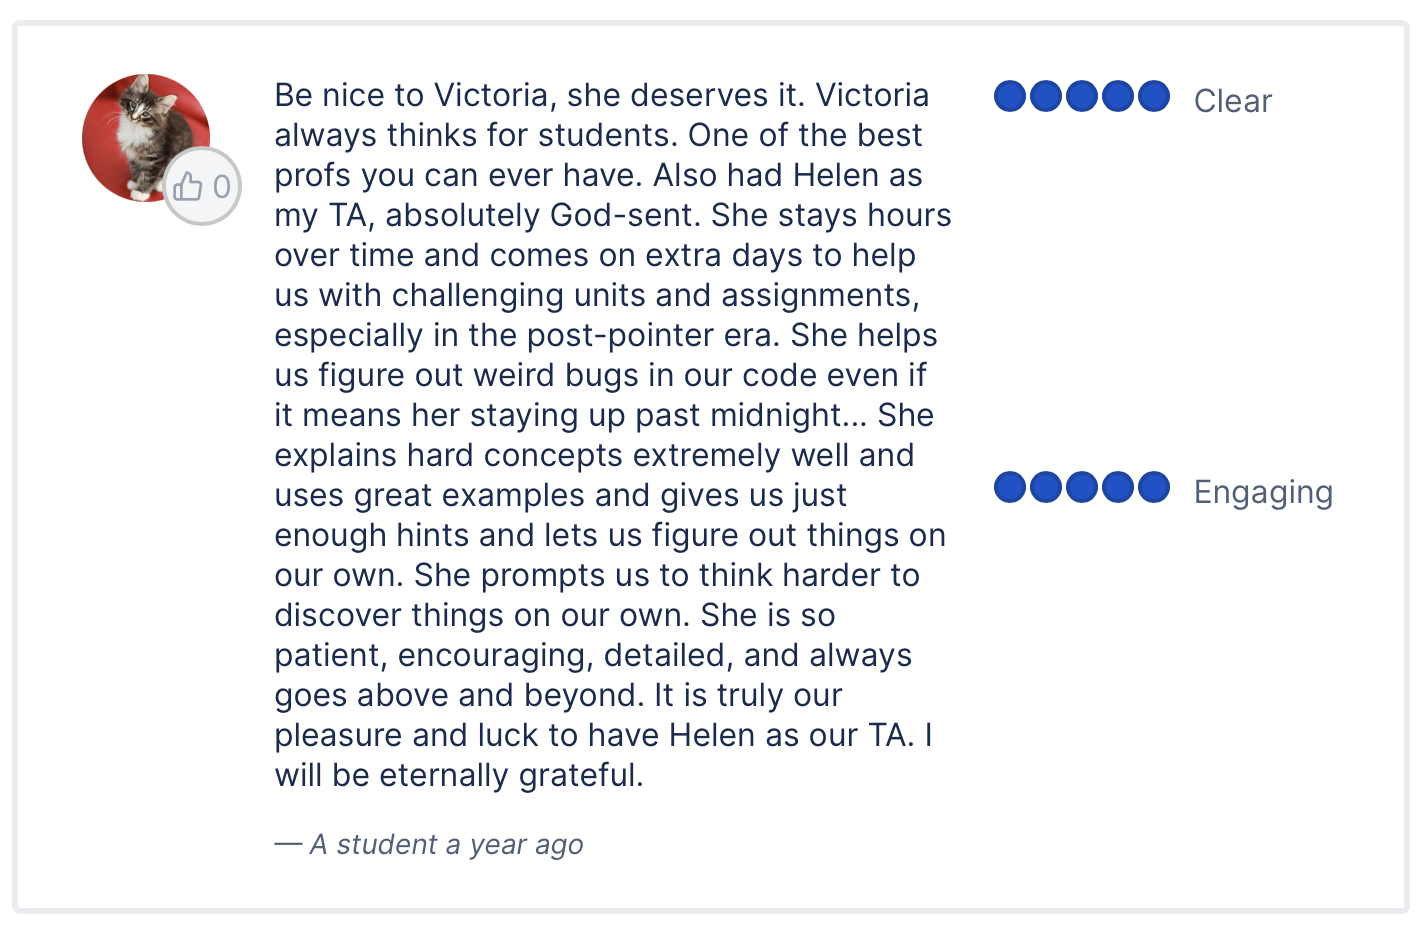 Be nice to Victoria, she deserves it. Victoria
always thinks for students. One of the best
profs you can ever have. Also had Helen as
my TA, absolutely God-sent. She stays hours
over time and comes on extra days to help
us with challenging units and assignments,
especially in the post-pointer era. She helps
us figure out weird bugs in our code even if
it means her staying up past midnight... She
explains hard concepts extremely well and
uses great examples and gives us just
enough hints and lets us figure out things on
our own. She prompts us to think harder to
discover things on our own. She is so
patient, encouraging, detailed, and always
goes above and beyond. It is truly our
pleasure and luck to have Helen as our TA. I
will be eternally grateful.
— A student a year ago
0
Clear
Engaging